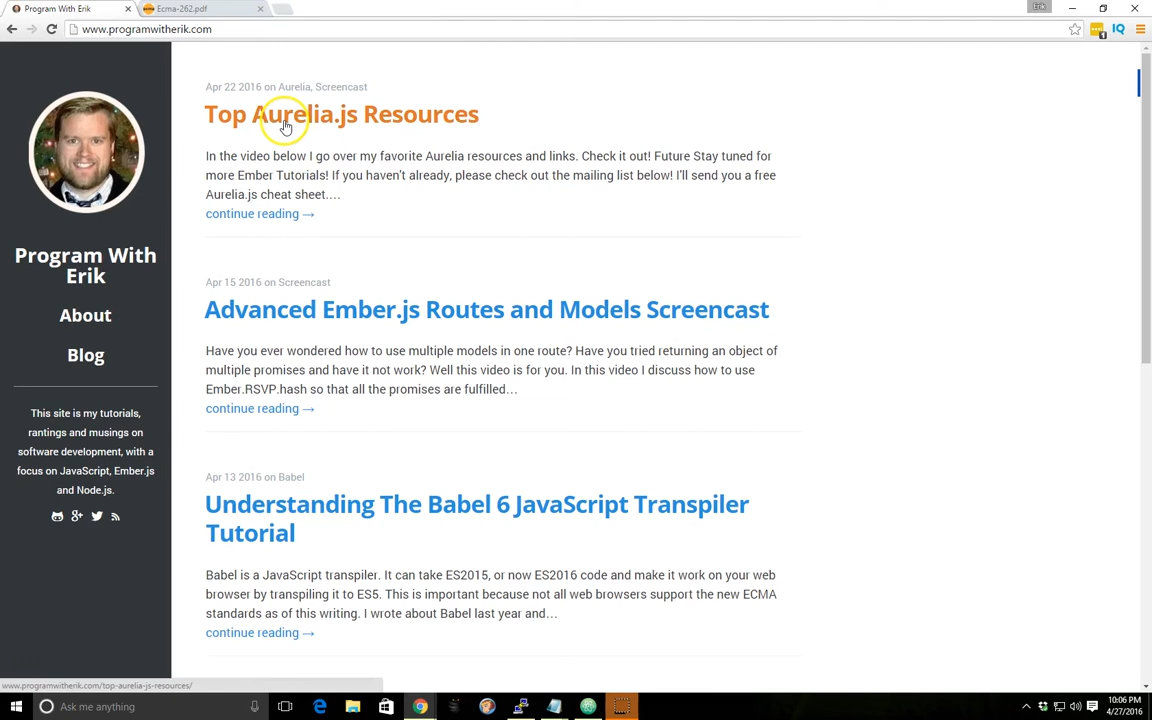 Program With Erik
Ecma-262.pdf
Erik
www.programwitherik.com
1
IQ
Apr 22 2016 on Aurelia, Screencast
Top Aurelia.js Resources
In the video below I go over my favorite Aurelia resources and links. Check it out! Future Stay tuned for
more Ember Tutorials! If you haven't already, please check out the mailing list below! I'll send you a free
Aurelia.js cheat sheet.…
continue reading →
Program With
Erik
About
Blog
This site is my tutorials,
rantings and musings on
software development, with a
focus on JavaScript, Ember.js
and Node.js.
Apr 15 2016 on Screencast
Advanced Ember.js Routes and Models Screencast
Have you ever wondered how to use multiple models in one route? Have you tried returning an object of
multiple promises and have it not work? Well this video is for you. In this video I discuss how to use
Ember.RSVP.hash so that all the promises are fulfilled…
continue reading →
Apr 13 2016 on Babel
Understanding The Babel 6 JavaScript Transpiler
Tutorial
Babel is a JavaScript transpiler. It can take ES2015, or now ES2016 code and make it work on your web
browser by transpiling it to ES5. This is important because not all web browsers support the new ECMA
standards as of this writing. I wrote about Babel last year and…
continue reading →
www.programwitherik.com/top-aurelia-js-resources/
Ask me anything
10:06 PM
4/27/2016